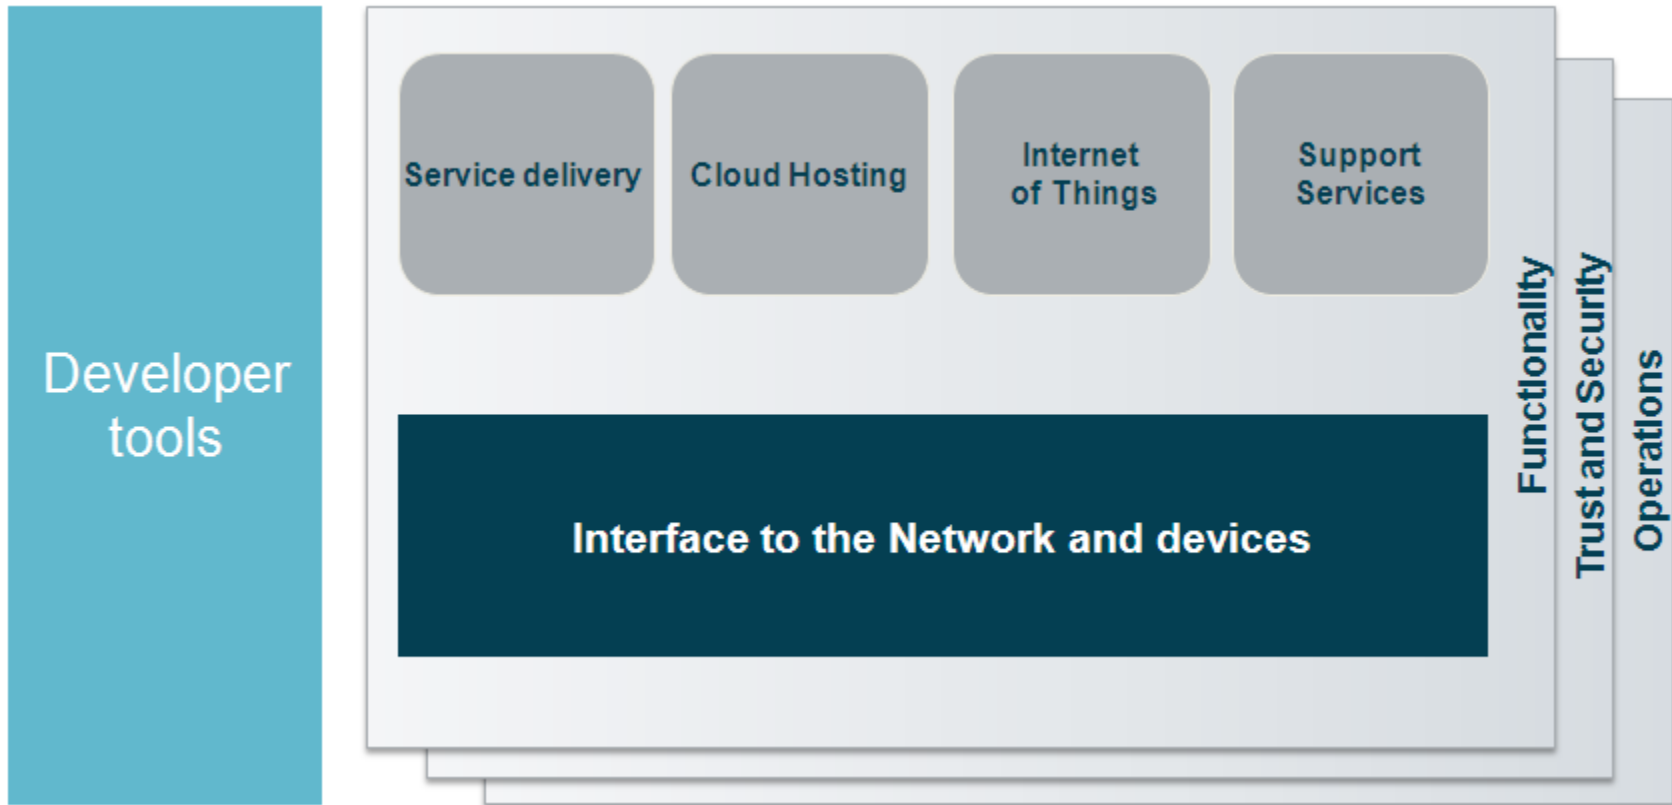 Developer
tools
Service delivery
Cloud Hosting
Internet
of Things
Support
Services
Interface to the Network and devices
Functionality
Trust and Security
Operations